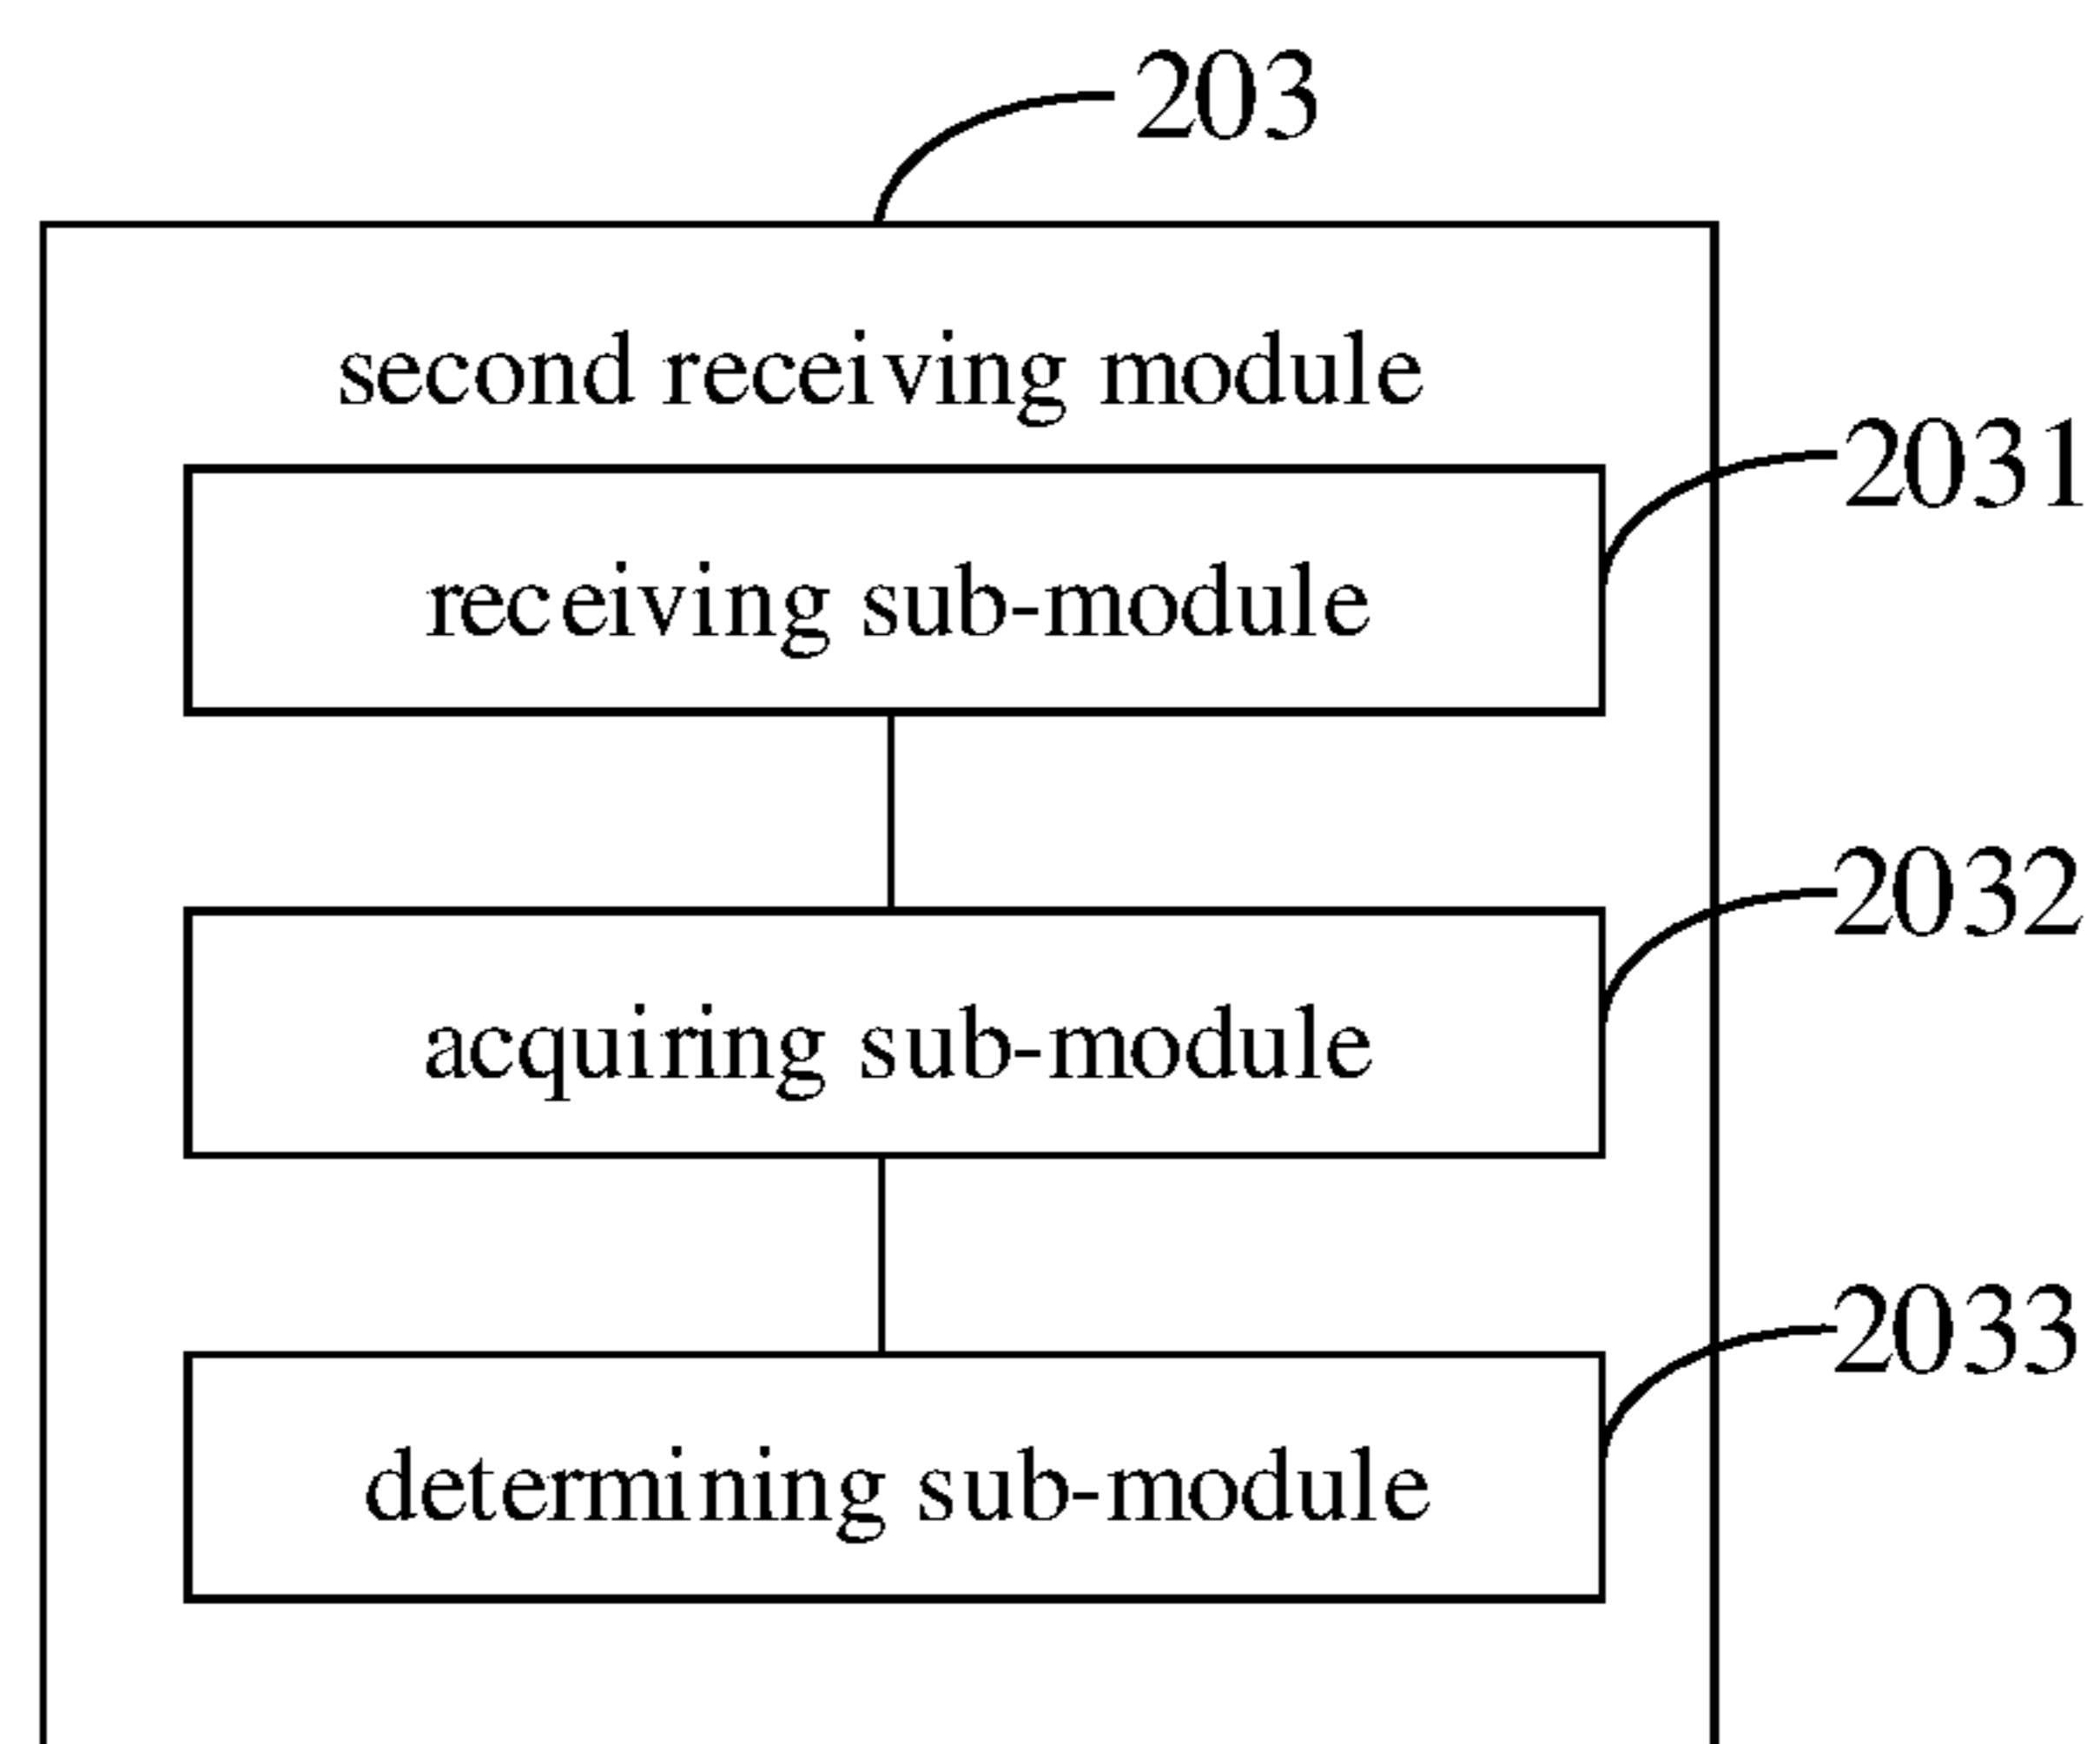 203
second receiving module
2031
receiving sub-module
2032
acquiring sub-module
2033
determining sub-module